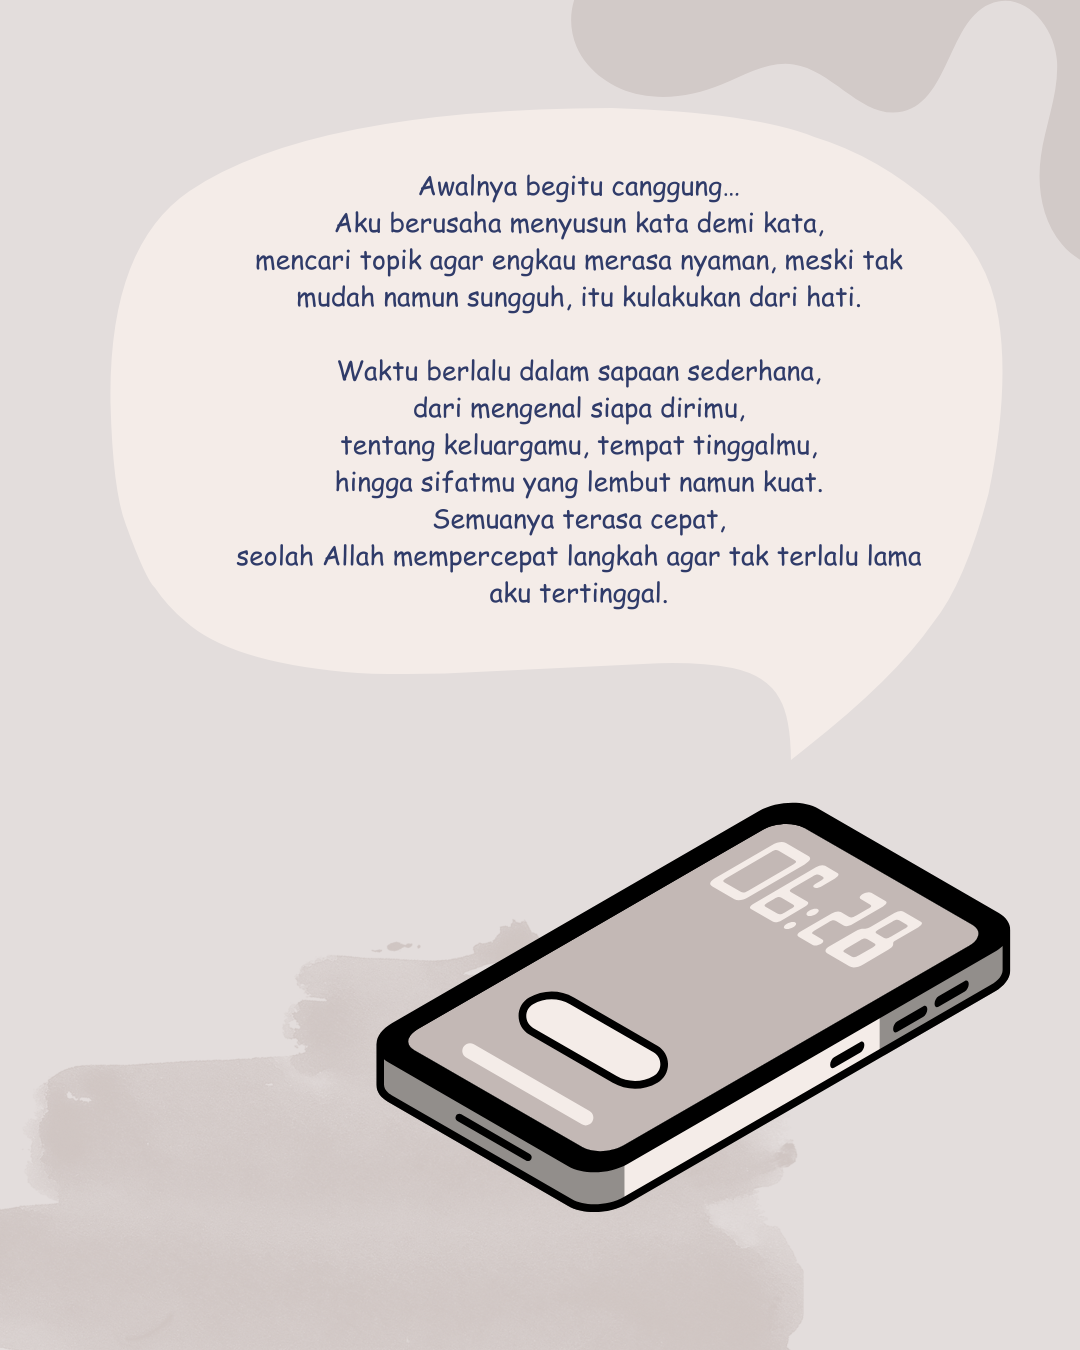 Awalnya begitu canggung...
Aku berusaha menyusun kata demi kata,
mencari topik agar engkau merasa nyaman, meski tak
mudah namun sungguh, itu kulakukan dari hati.
Waktu berlalu dalam sapaan sederhana,
dari mengenal siapa dirimu,
tentang keluargamu, tempat tinggalmu,
hingga sifatmu yang lembut namun kuat.
Semuanya terasa cepat,
seolah Allah mempercepat langkah agar tak terlalu lama
aku tertinggal.
06:28